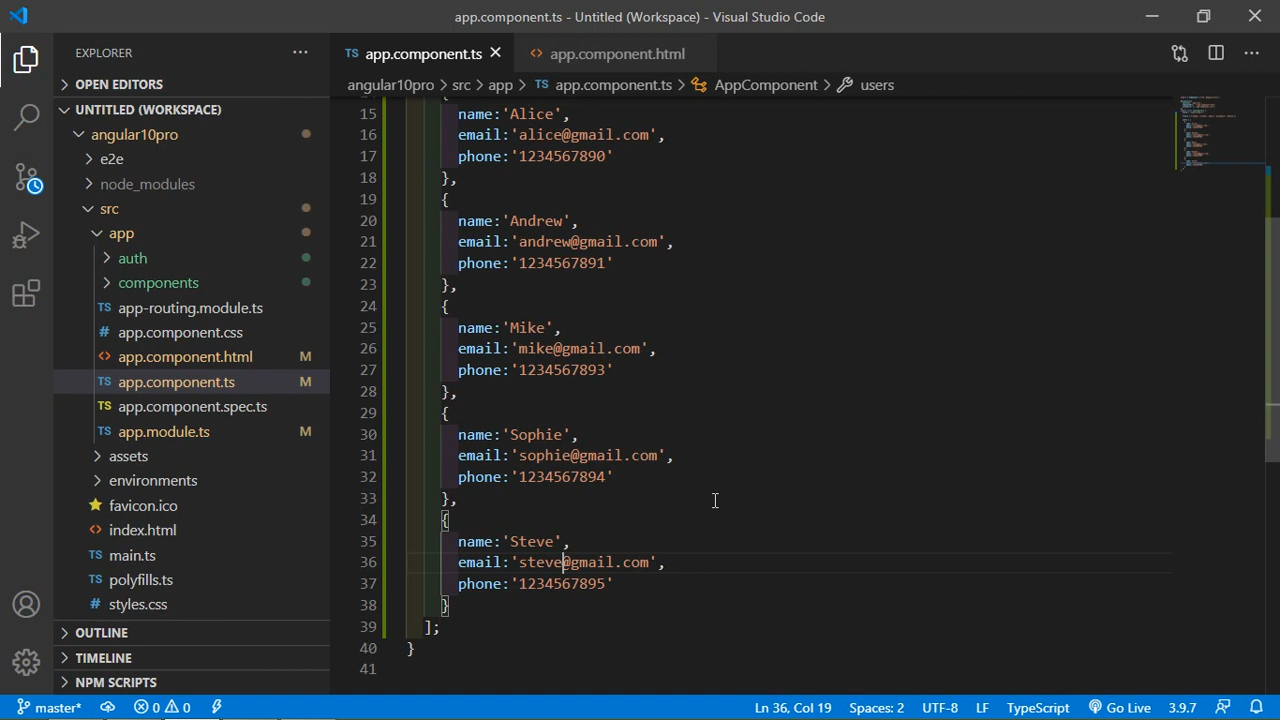 app.component.ts - Untitled (Workspace) - Visual Studio Code
EXPLORER
OPEN EDITORS
UNTITLED (WORKSPACE)
angular10pro
e2e
node_modules
src
app
auth
components
TS app-routing.module.ts
# app.component.css
<> app.component.html M
TS app.component.ts M
TS app.component.spec.ts
TS app.module.ts M
assets
environments
favicon.ico
<> index.html
TS main.ts
TS polyfills.ts
# styles.css
OUTLINE
TIMELINE
NPM SCRIPTS
TS app.component.ts <> app.component.html
angular10pro > src > app > TS app.component.ts > AppComponent > users
15 name:'Alice',
16 email:'alice@gmail.com',
17 phone:'1234567890'
18 },
19 {
20 name:'Andrew',
21 email:'andrew@gmail.com',
22 phone:'1234567891'
23 },
24 {
25 name:'Mike',
26 email:'mike@gmail.com',
27 phone:'1234567893'
28 },
29 {
30 name:'Sophie',
31 email:'sophie@gmail.com',
32 phone:'1234567894'
33 },
34 {
35 name:'Steve',
36 email:'steve@gmail.com',
37 phone:'1234567895'
38 }
39 ];
40 }
41
master* 0 0 Ln 36, Col 19 Spaces: 2 UTF-8 LF TypeScript Go Live 3.9.7